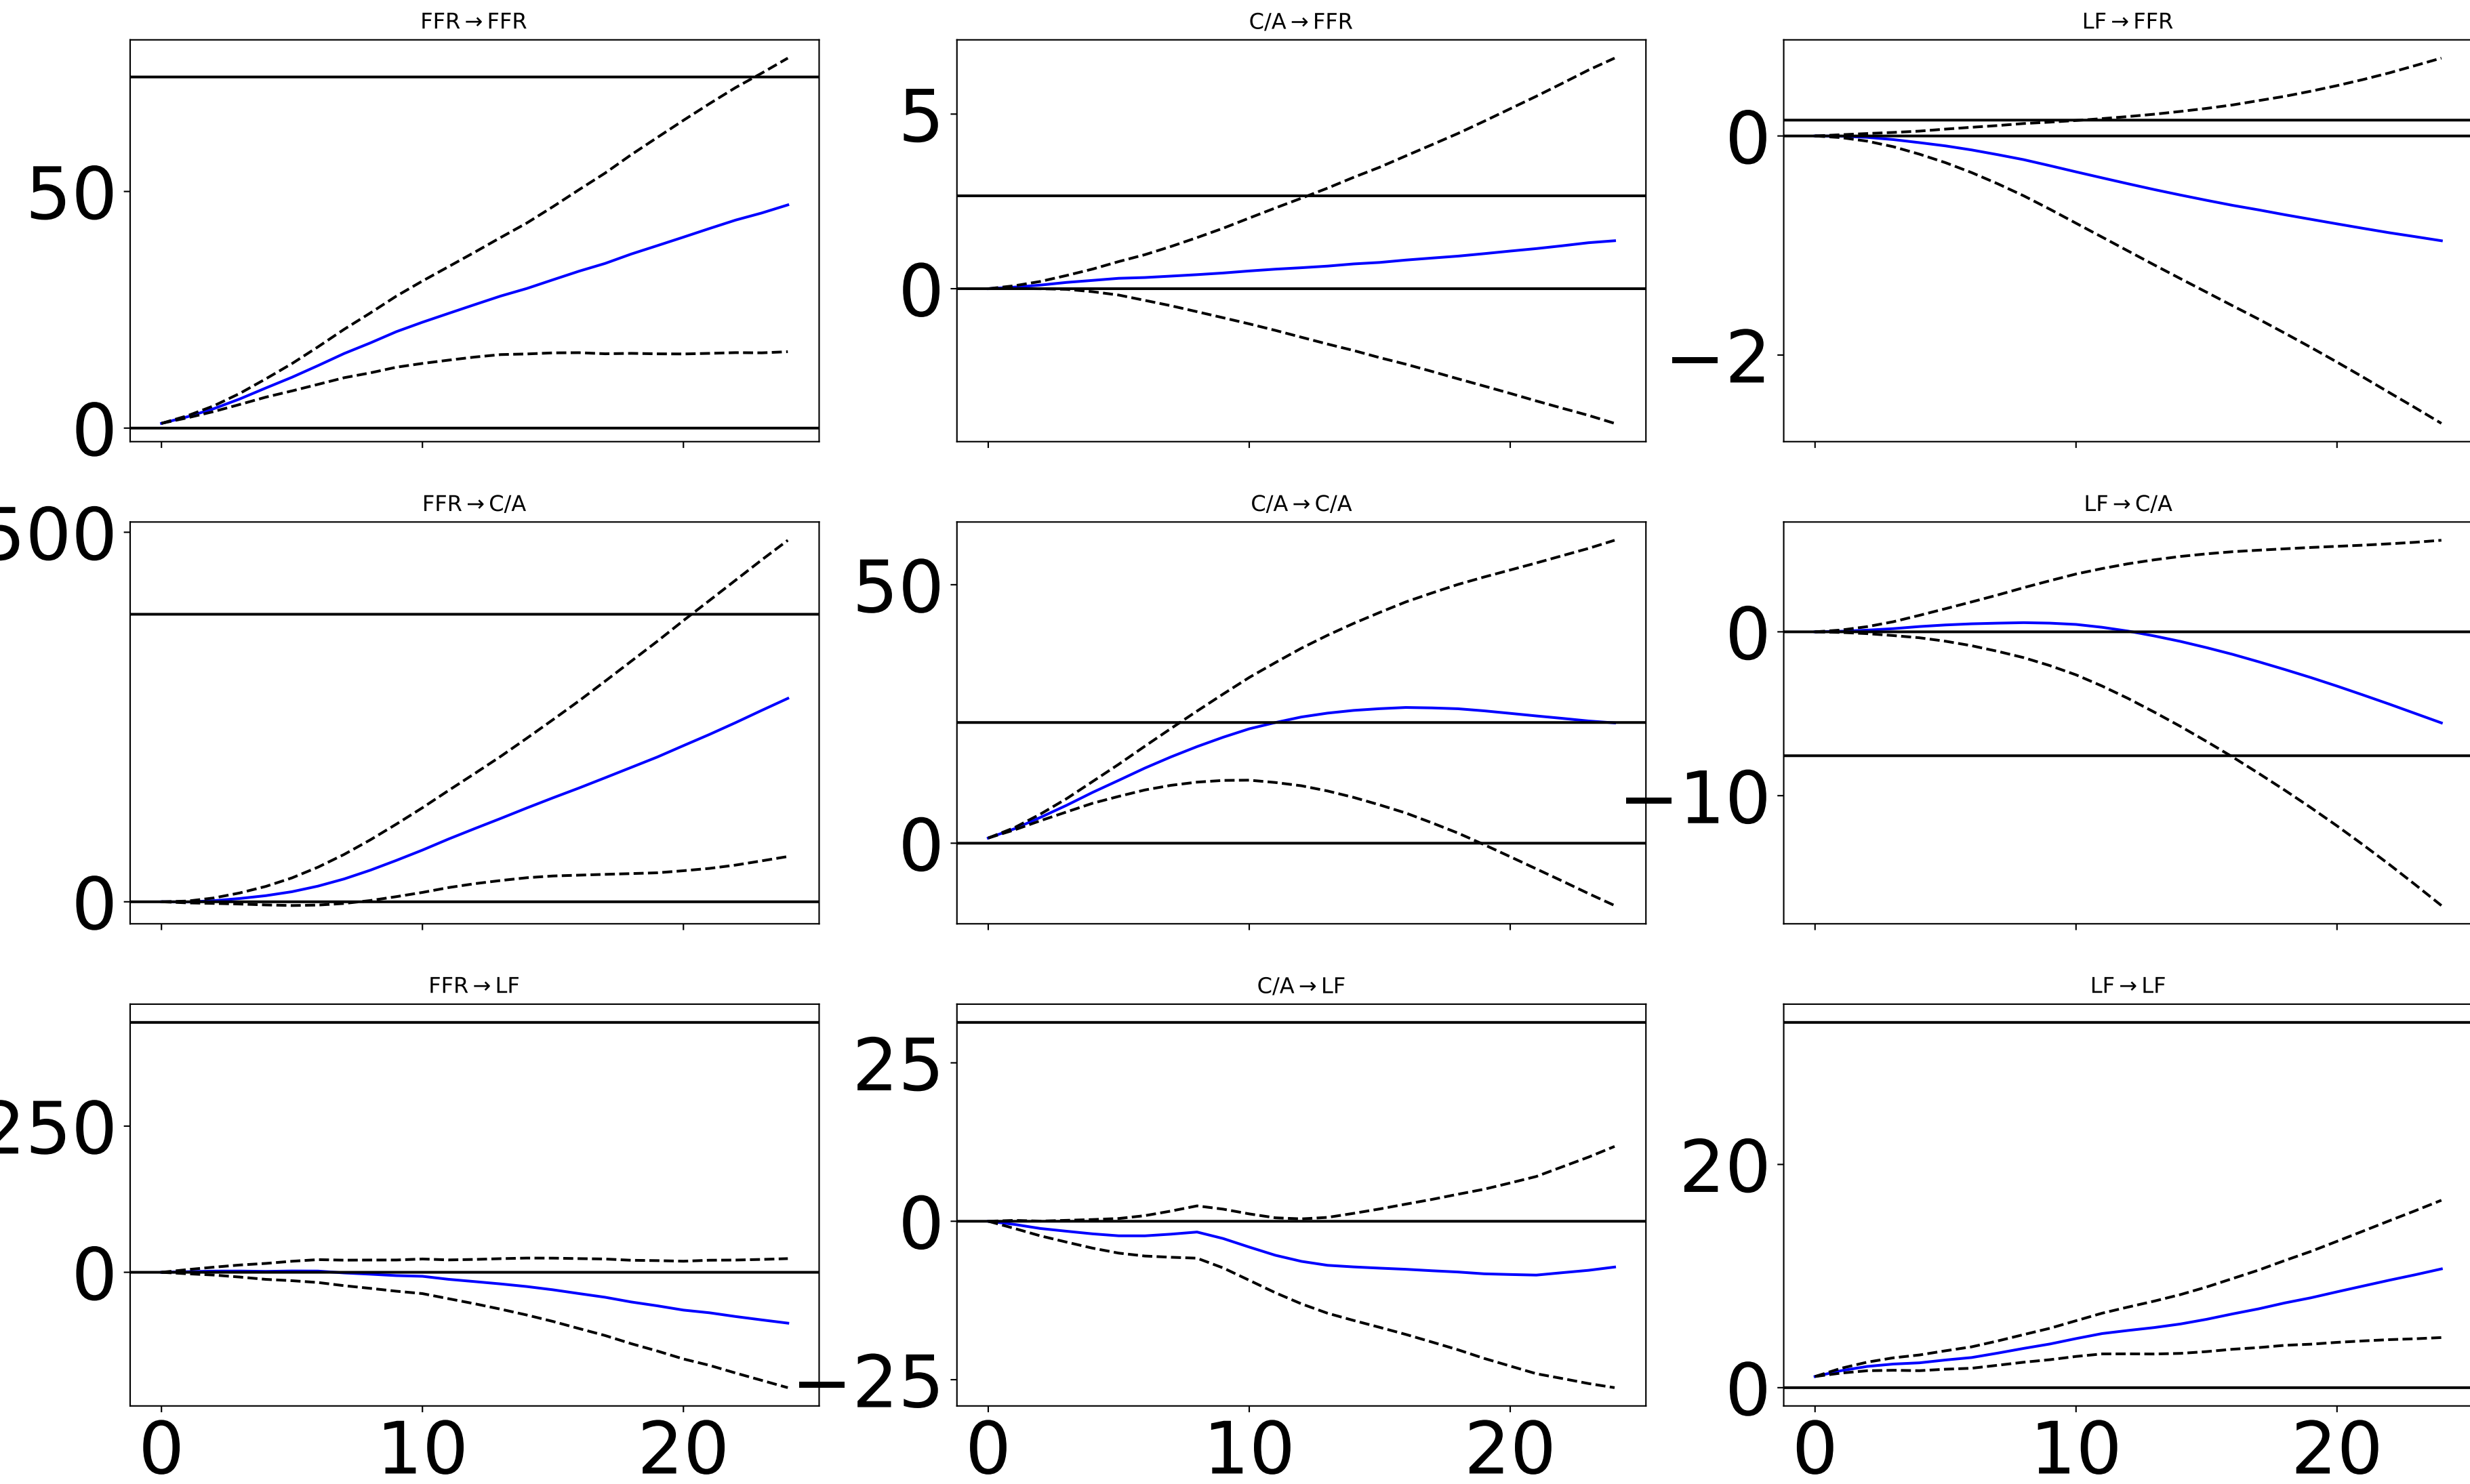 FFR→FFR C/A→FFR LF→FFR
50 5 0
0 0 −2
FFR→C/A C/A→C/A LF→C/A
500 50 0
0 0 −10
FFR→LF C/A→LF LF→LF
250 25 20
0 0 0
−25
0 10 20 0 10 20 0 10 20